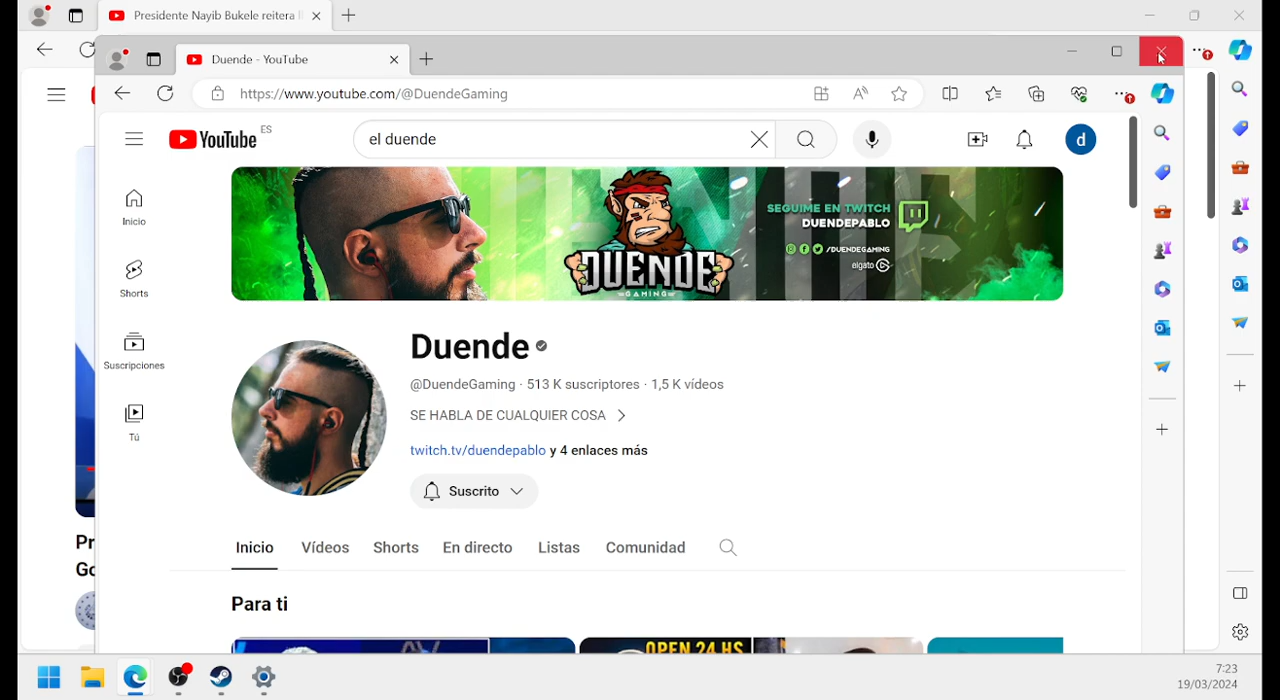 Presidente Nayib Bukele reitera l
Duende - YouTube
https://www.youtube.com/@DuendeGaming
YouTube ES
el duende
d
Inicio
Shorts
Suscripciones
Tú
SEGUIME EN TWITCH
DUENDEPABLO
/DUENDEGAMING
elgato
DUENDE
GAMING
Duende
@DuendeGaming · 513 K suscriptores · 1,5 K vídeos
SE HABLA DE CUALQUIER COSA
twitch.tv/duendepablo y 4 enlaces más
Suscrito
Inicio Vídeos Shorts En directo Listas Comunidad
Para ti
OPEN 24 HS
Pr
Go
7:23
19/03/2024